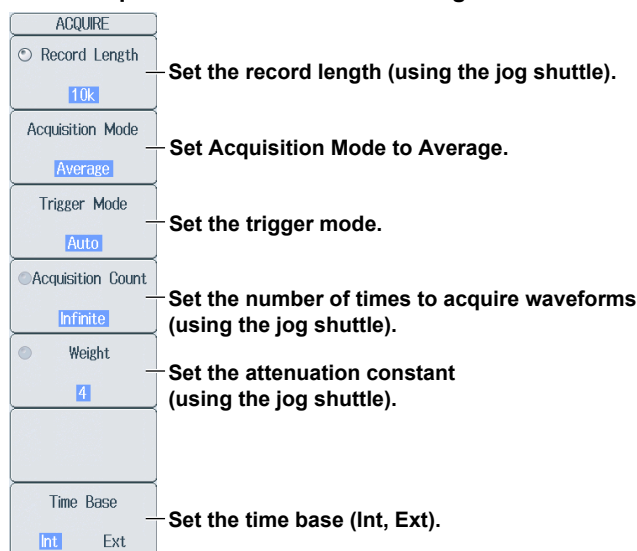 ACQUIRE
Record Length
10k
Set the record length (using the jog shuttle).
Acquisition Mode
Average
Set Acquisition Mode to Average.
Trigger Mode
Auto
Set the trigger mode.
Acquisition Count
Infinite
Set the number of times to acquire waveforms
(using the jog shuttle).
Weight
4
Set the attenuation constant
(using the jog shuttle).
Time Base
Int Ext
Set the time base (Int, Ext).